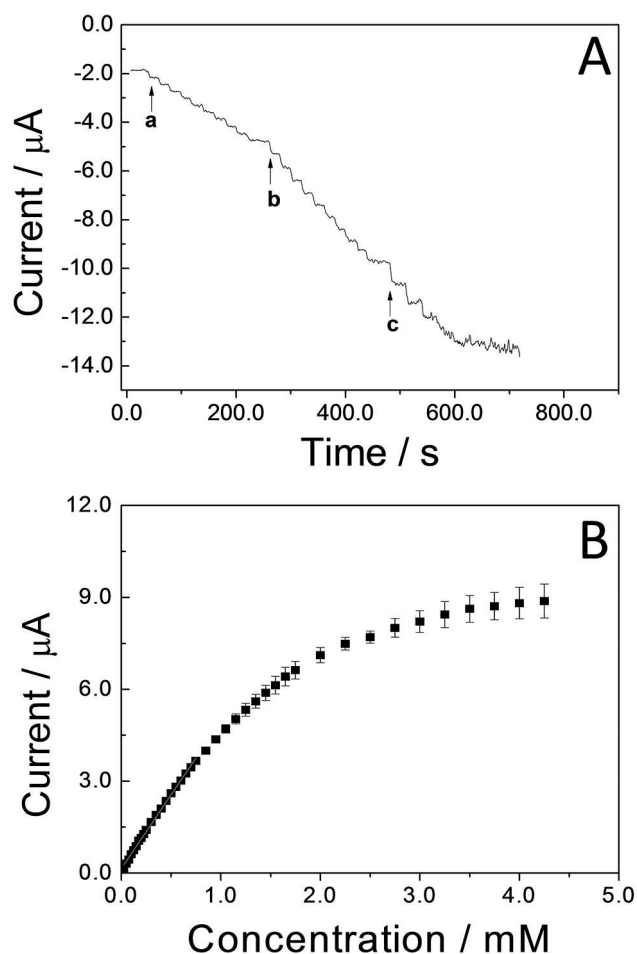 A
0.0
-2.0
-4.0
-6.0
-8.0
-10.0
-12.0
-14.0
Current / μA
a
b
c
0.0 200.0 400.0 600.0 800.0
Time / s
B
12.0
9.0
6.0
3.0
0.0
Current / μA
0.0 1.0 2.0 3.0 4.0 5.0
Concentration / mM